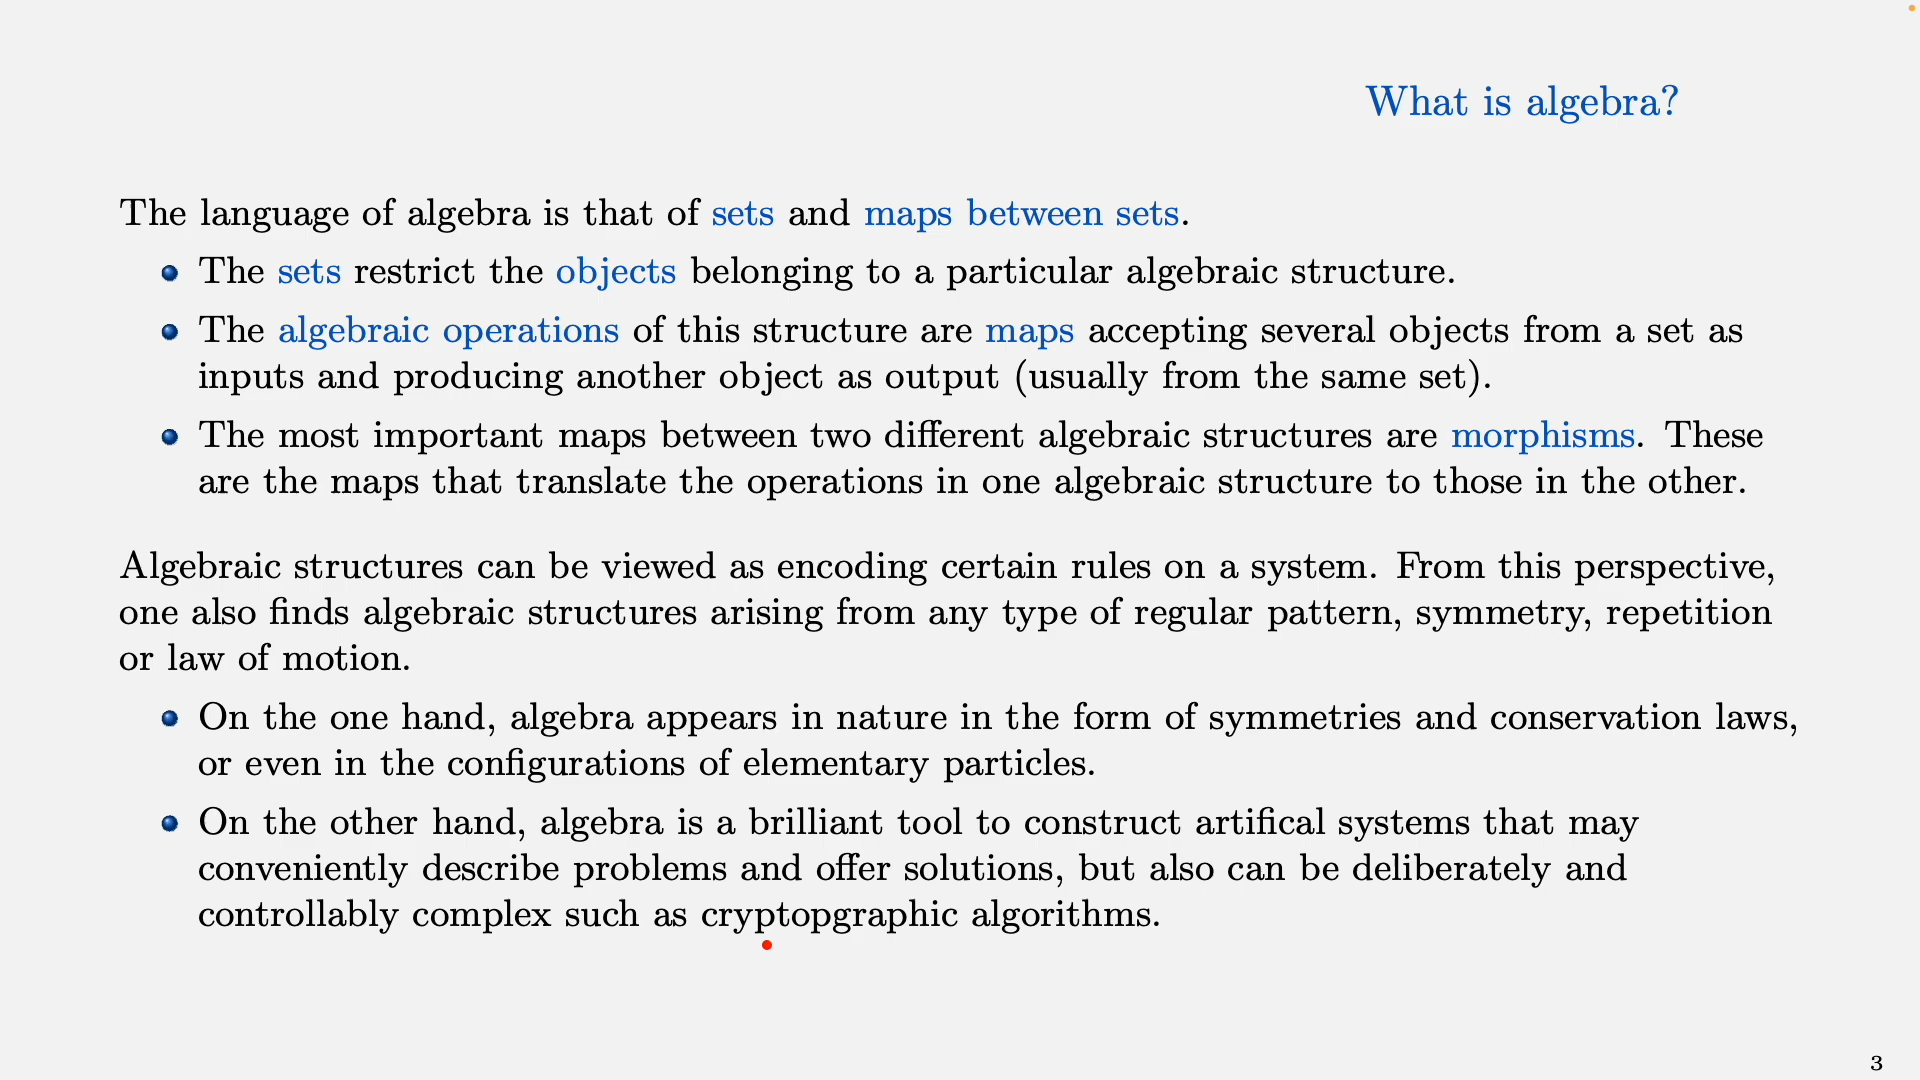 What is algebra?
The language of algebra is that of sets and maps between sets.
The sets restrict the objects belonging to a particular algebraic structure.
The algebraic operations of this structure are maps accepting several objects from a set as
inputs and producing another object as output (usually from the same set).
The most important maps between two different algebraic structures are morphisms. These
are the maps that translate the operations in one algebraic structure to those in the other.
Algebraic structures can be viewed as encoding certain rules on a system. From this perspective,
one also finds algebraic structures arising from any type of regular pattern, symmetry, repetition
or law of motion.
On the one hand, algebra appears in nature in the form of symmetries and conservation laws,
or even in the configurations of elementary particles.
On the other hand, algebra is a brilliant tool to construct artifical systems that may
conveniently describe problems and offer solutions, but also can be deliberately and
controllably complex such as cryptopgraphic algorithms.
3